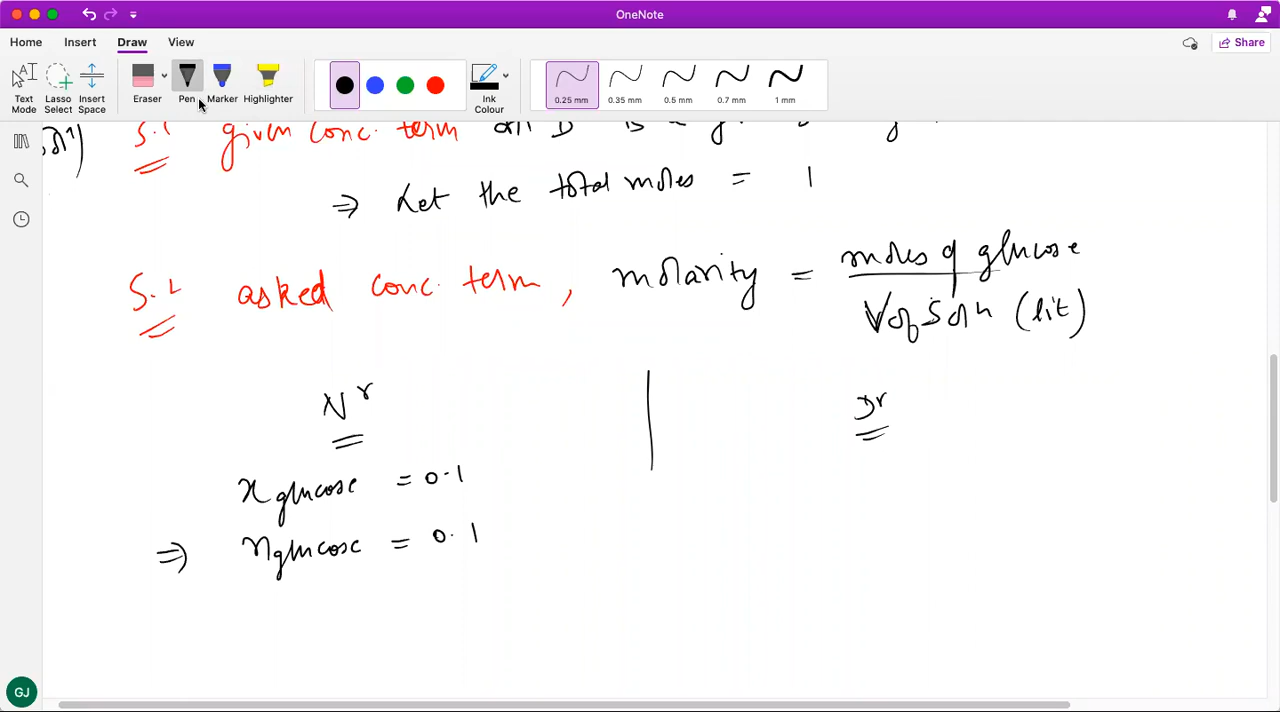 OneNote
Home Insert Draw View Share
Text Mode Lasso Select Insert Space Eraser Pen Marker Highlighter Ink Colour 0.25 mm 0.35 mm 0.5 mm 0.7 mm 1 mm
S.1 given conc. term
⇒ Let the total moles = 1
S.2 asked conc. term, molarity = moles of glucose
V of Soln (lit)
Nr Dr
x glucose = 0.1
⇒ n glucose = 0.1
GJ